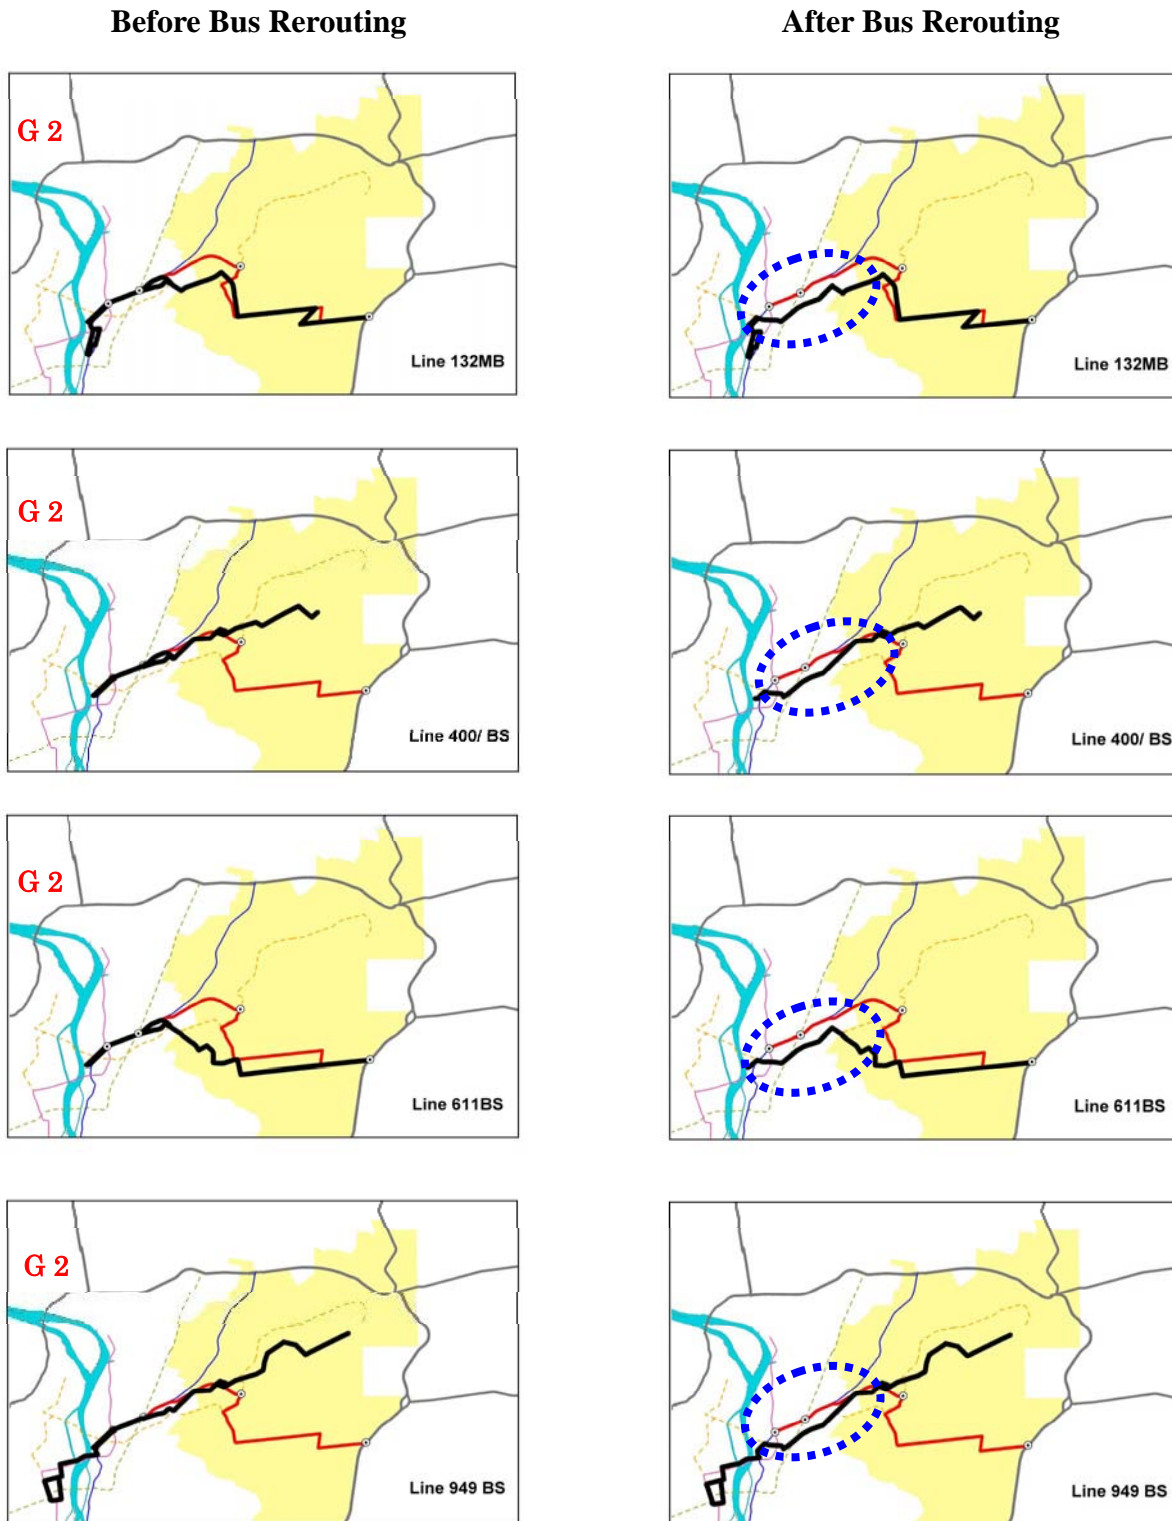 Before Bus Rerouting
After Bus Rerouting
G 2
Line 132MB
Line 132MB
G 2
Line 400/ BS
Line 400/ BS
G 2
Line 611BS
Line 611BS
G 2
Line 949 BS
Line 949 BS